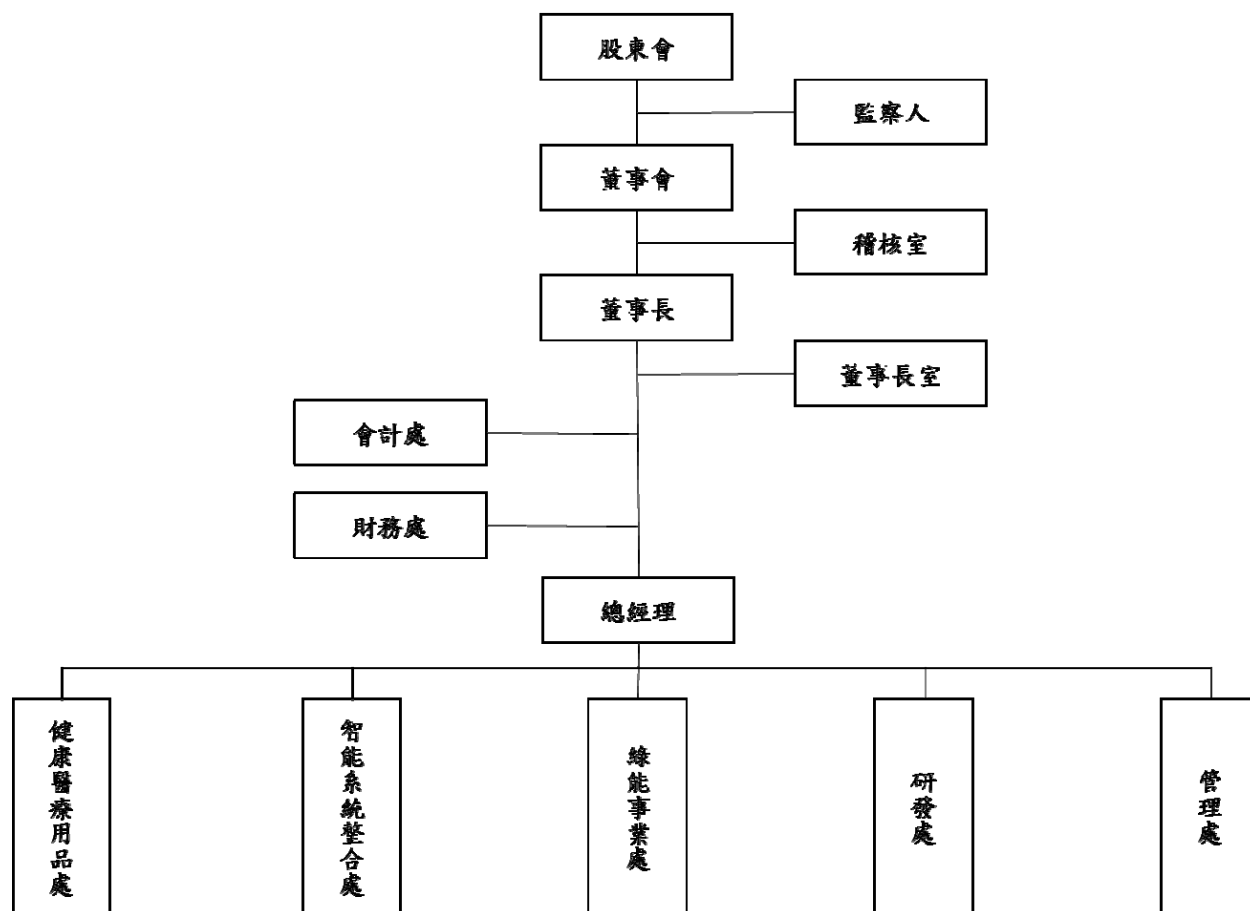 股東會
監察人
董事會
稽核室
董事長
董事長室
會計處
財務處
總經理
健康醫療用品處
智能系統整合處
綠能事業處
研發處
管理處